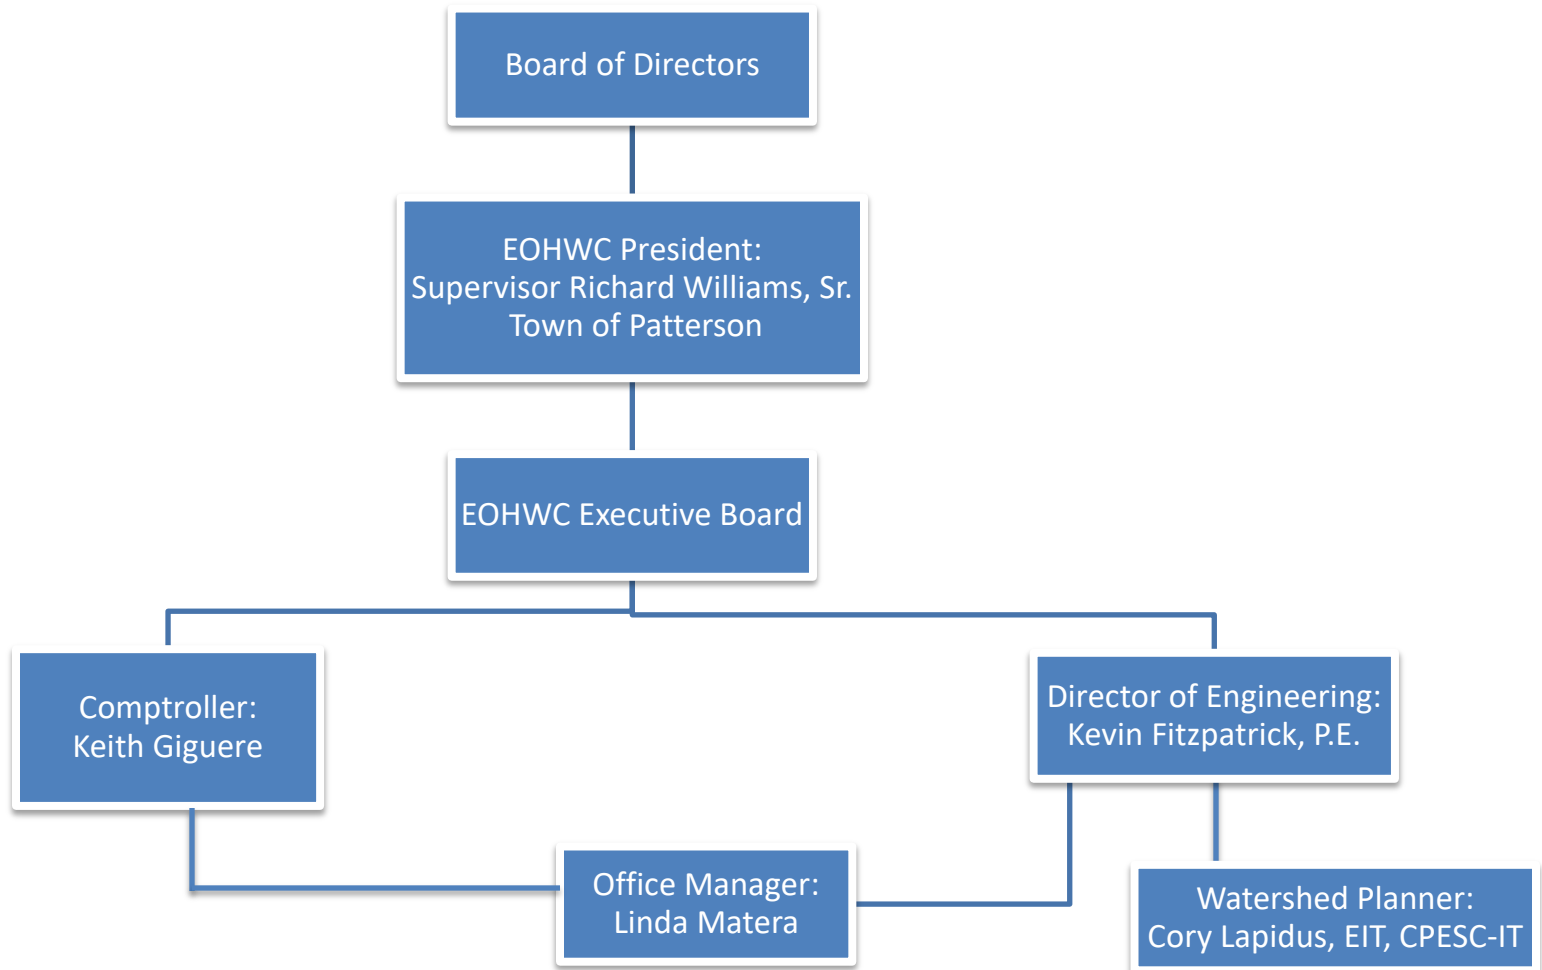 Board of Directors
EOHWC President:
Supervisor Richard Williams, Sr.
Town of Patterson
EOHWC Executive Board
Comptroller:
Keith Giguere
Director of Engineering:
Kevin Fitzpatrick, P.E.
Office Manager:
Linda Matera
Watershed Planner:
Cory Lapidus, EIT, CPESC-IT